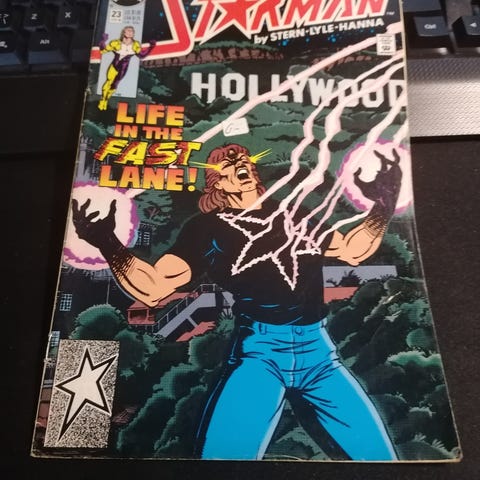 23
STARMAN
by STERN·LYLE·HANNA
HOLLYWOOD
LIFE
IN THE
FAST
LANE!